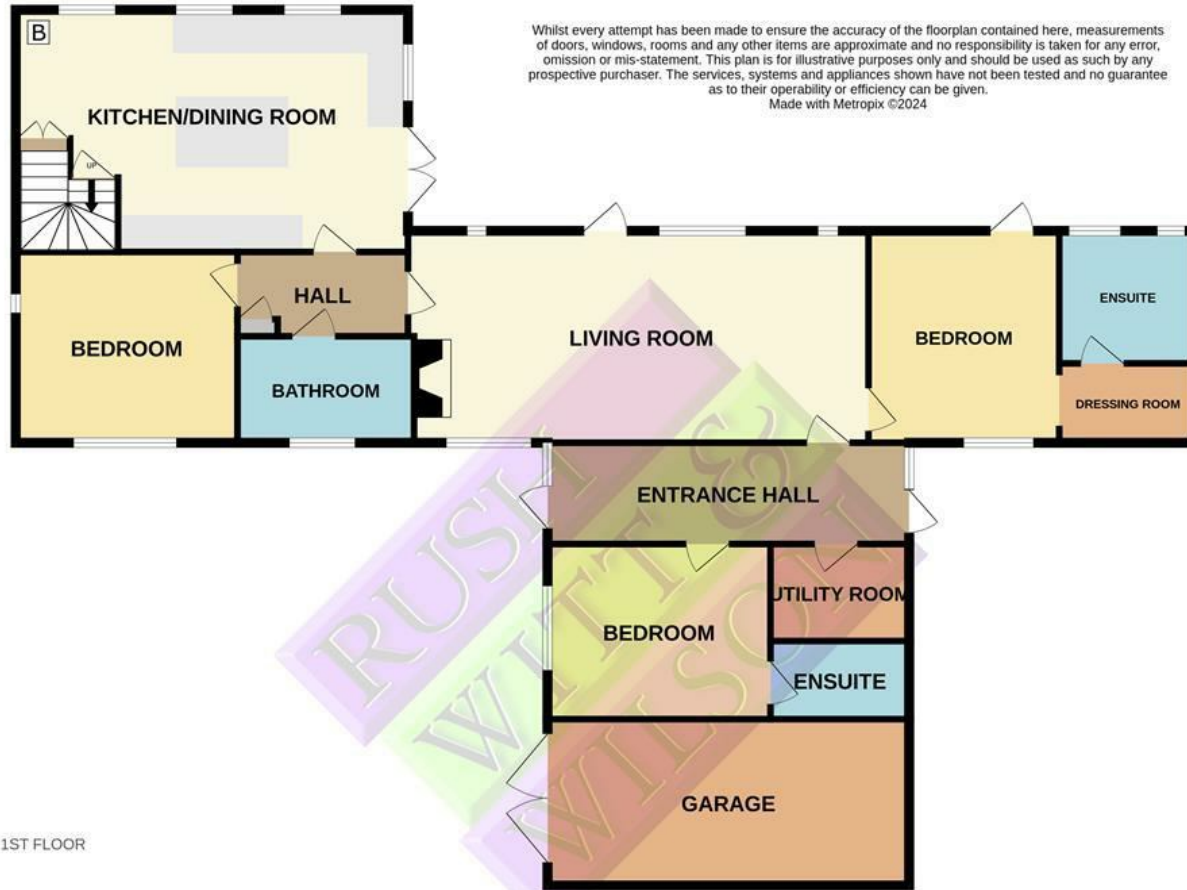 Whilst every attempt has been made to ensure the accuracy of the floorplan contained here, measurements
of doors, windows, rooms and any other items are approximate and no responsibility is taken for any error,
omission or mis-statement. This plan is for illustrative purposes only and should be used as such by any
prospective purchaser. The services, systems and appliances shown have not been tested and no guarantee
as to their operability or efficiency can be given.
Made with Metropix ©2024
B
KITCHEN/DINING ROOM
UP
HALL
BEDROOM
BATHROOM
LIVING ROOM
BEDROOM
ENSUITE
DRESSING ROOM
ENTRANCE HALL
UTILITY ROOM
BEDROOM
ENSUITE
GARAGE
RUSH
WITT &
WILSON
1ST FLOOR